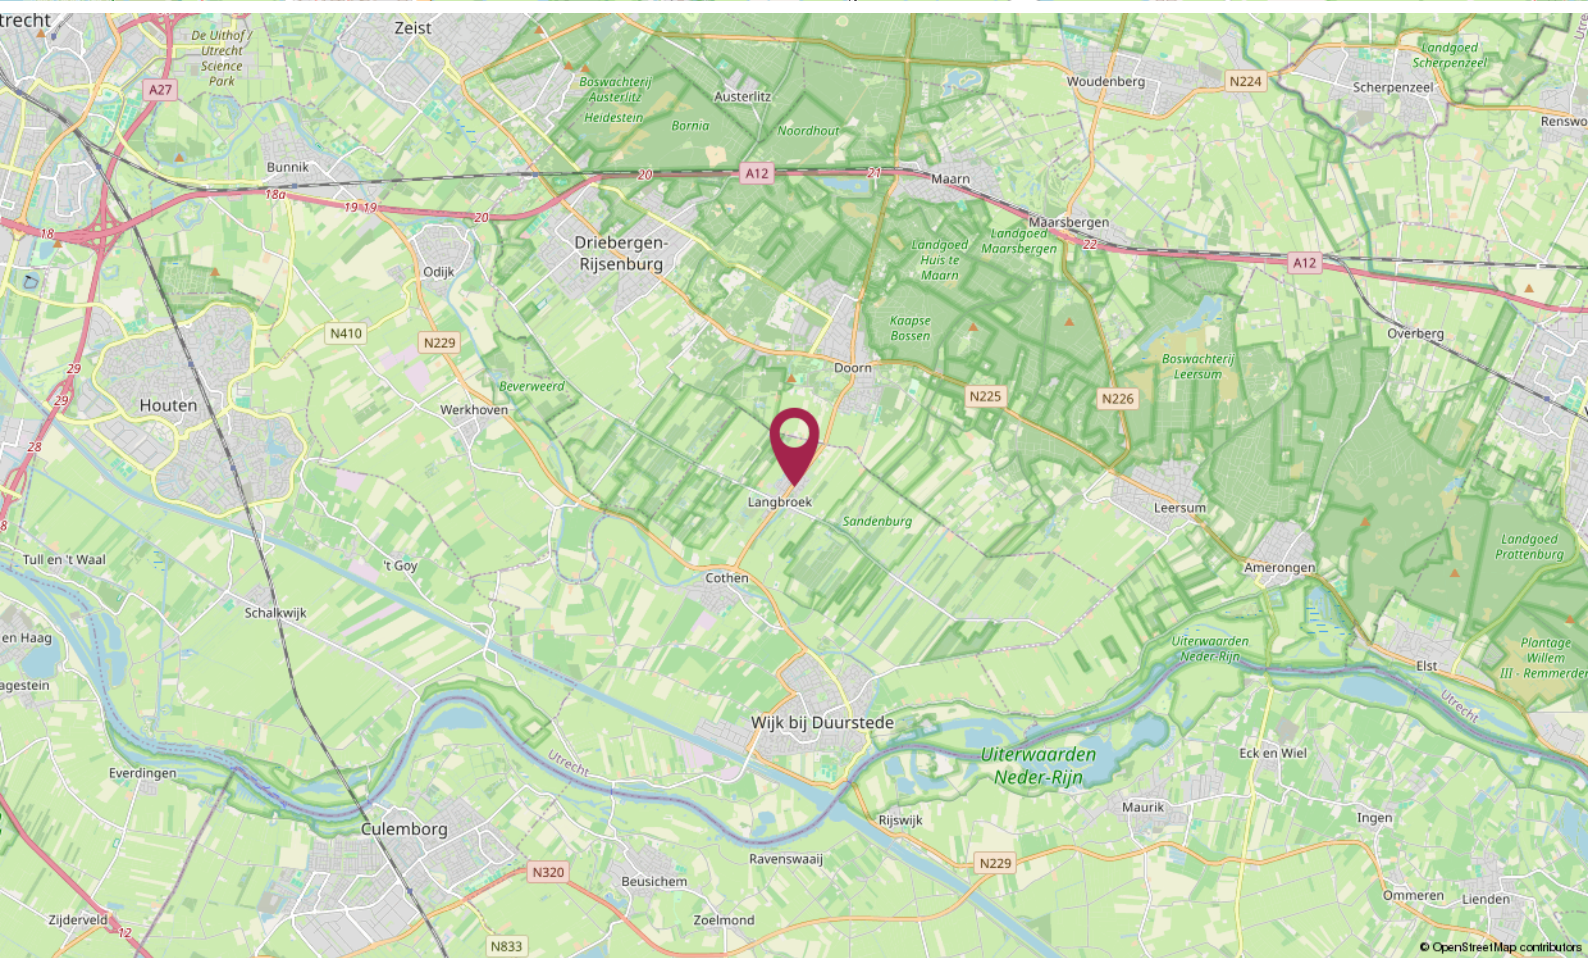 trecht
Zeist
De Uithof /
Utrecht
Science
Park
A27
Boswachterij
Austerlitz
Heidestein
Austerlitz
Bornia
Noordhout
Woudenberg
N224
Landgoed
Scherpenzeel
Scherpenzeel
Renswo
Bunnik
18a
19 19
20
20
A12
21
Maarn
Maarsbergen
22
A12
18
Odijk
Driebergen-
Rijsenburg
Landgoed
Huis te
Maarn
Landgoed
Maarsbergen
Kaapse
Bossen
Boswachterij
Leersum
Overberg
N410
N229
29
29
28
Houten
Beverweerd
Werkhoven
Doorn
N225
N226
Langbroek
Sandenburg
Leersum
Landgoed
Prattenburg
Amerongen
Tull en 't Waal
't Goy
Cothen
Schalkwijk
8
en Haag
agestein
Uiterwaarden
Neder-Rijn
Elst
Plantage
Willem
III - Remmerden
Utrecht
Wijk bij Duurstede
Uiterwaarden
Neder-Rijn
Eck en Wiel
Everdingen
Utrecht
Culemborg
Rijswijk
Maurik
Ingen
Ravenswaaij
N229
N320
Beusichem
Ommeren
Lienden
Zijderveld
12
Zoelmond
N833
© OpenStreetMap contributors